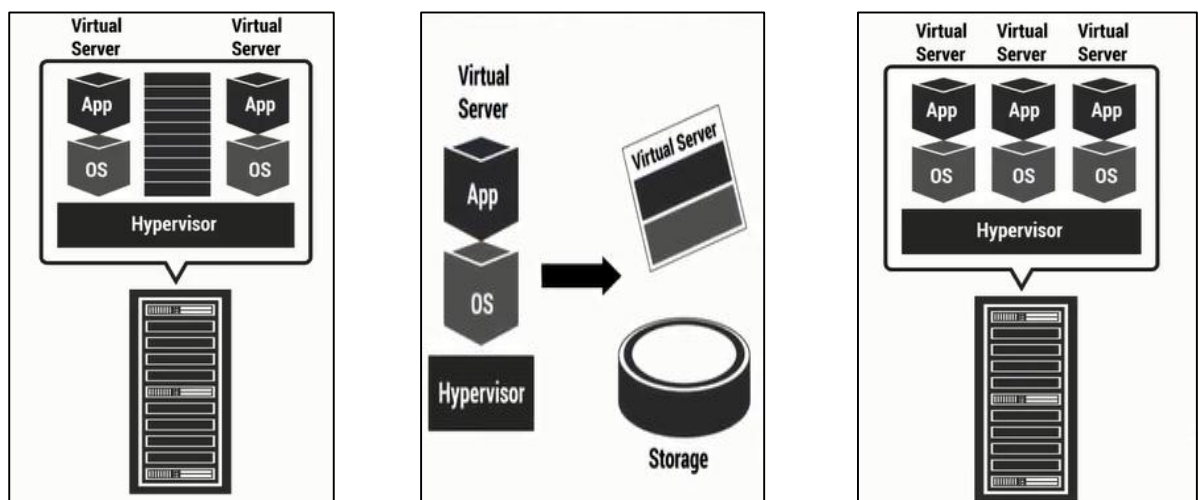 Virtual
Server
Virtual
Server
App
App
OS
OS
Hypervisor
Virtual
Server
App
OS
Hypervisor
Virtual Server
Storage
Virtual
Server
Virtual
Server
Virtual
Server
App
App
App
OS
OS
OS
Hypervisor